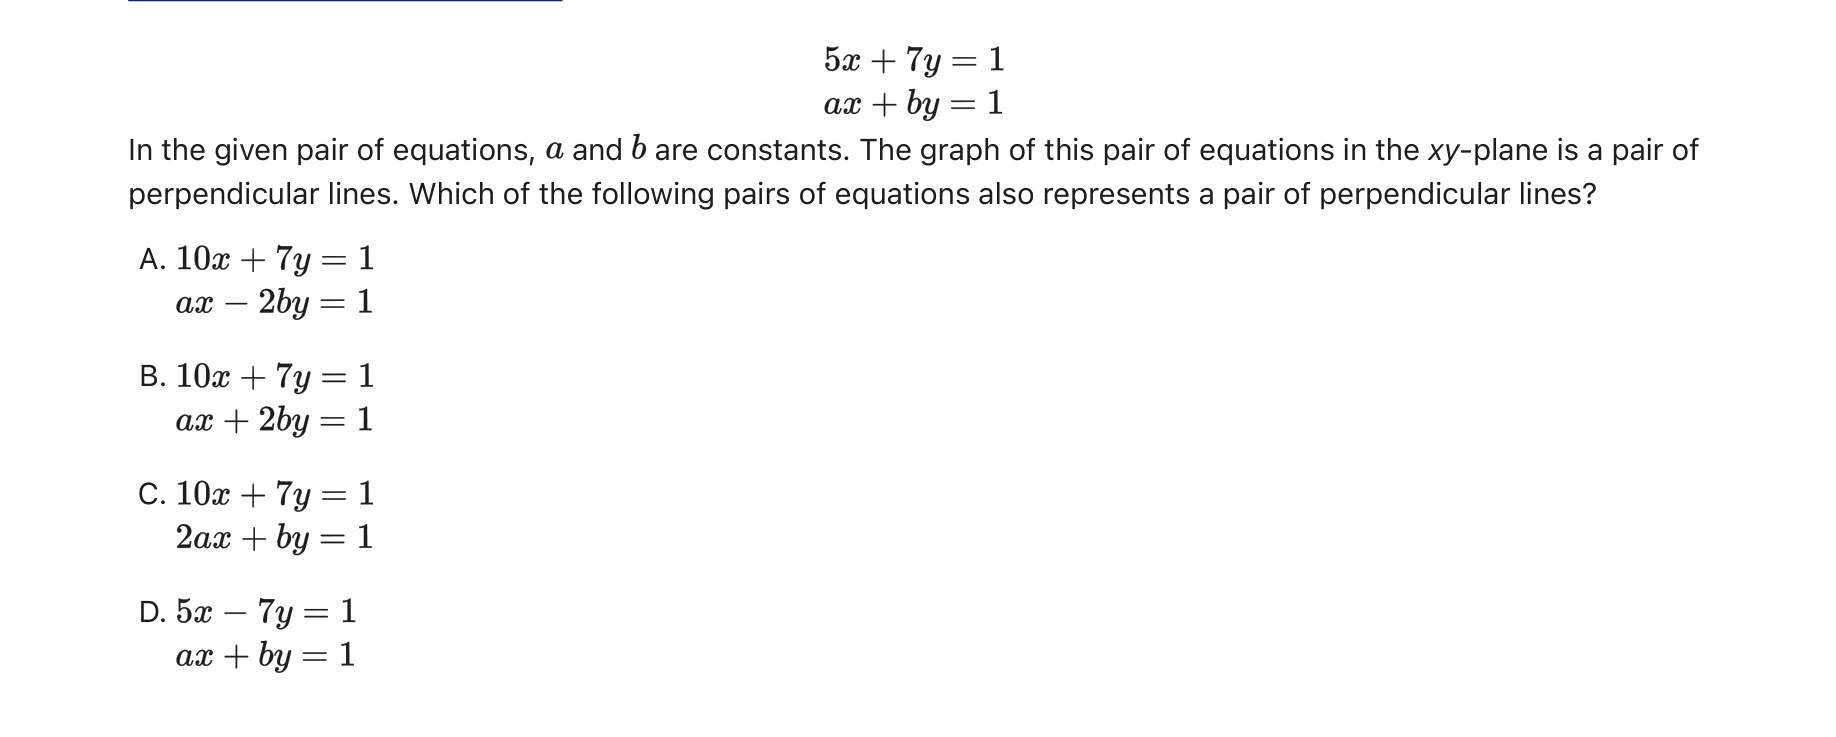 5x + 7y = 1
ax + by = 1
In the given pair of equations, a and b are constants. The graph of this pair of equations in the xy-plane is a pair of
perpendicular lines. Which of the following pairs of equations also represents a pair of perpendicular lines?
A. 10x + 7y = 1
ax − 2by = 1
B. 10x + 7y = 1
ax + 2by = 1
C. 10x + 7y = 1
2ax + by = 1
D. 5x − 7y = 1
ax + by = 1